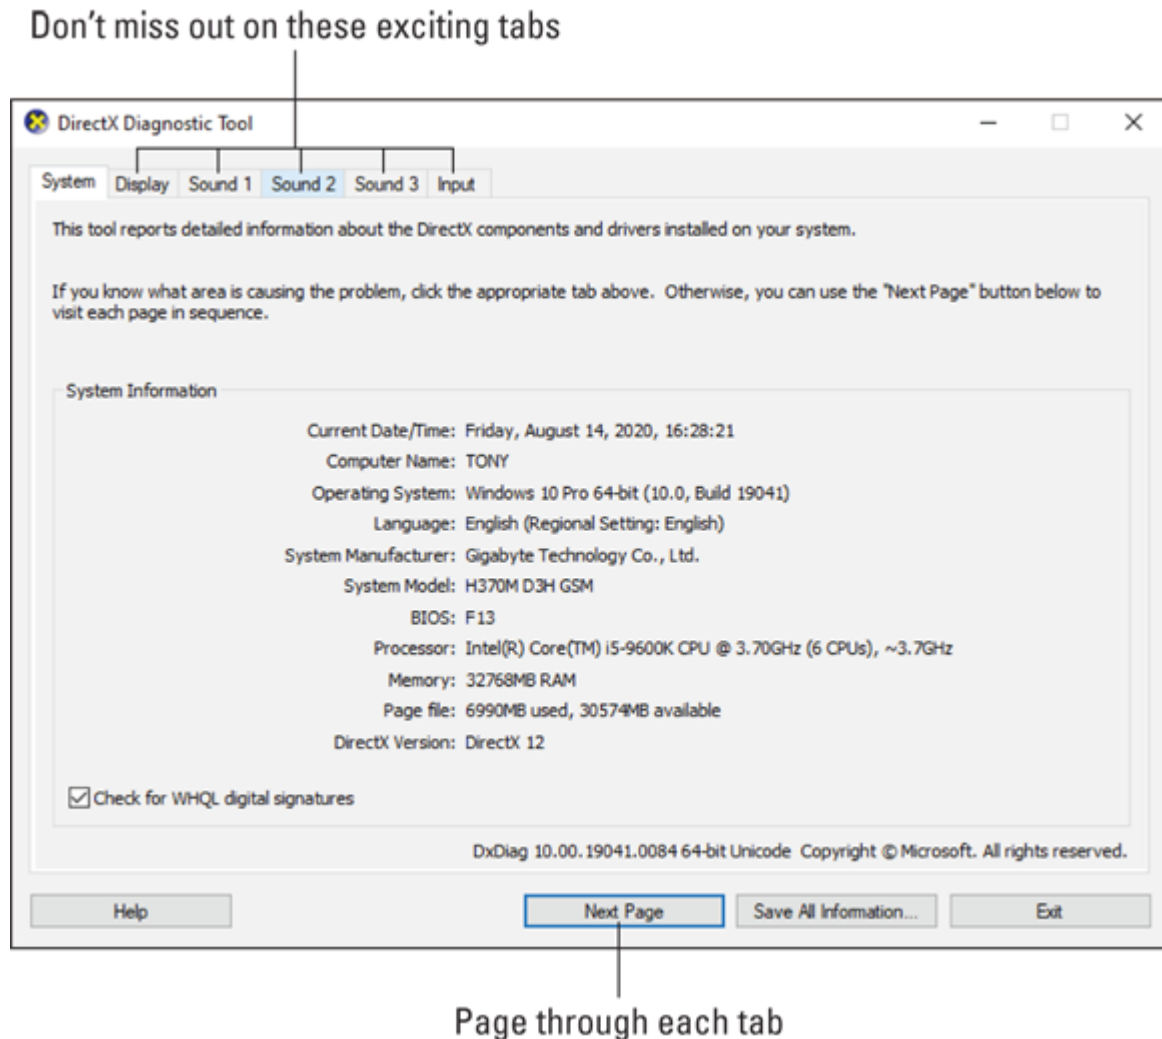 Don't miss out on these exciting tabs
DirectX Diagnostic Tool
System Display Sound 1 Sound 2 Sound 3 Input
This tool reports detailed information about the DirectX components and drivers installed on your system.
If you know what area is causing the problem, click the appropriate tab above. Otherwise, you can use the "Next Page" button below to
visit each page in sequence.
System Information
Current Date/Time: Friday, August 14, 2020, 16:28:21
Computer Name: TONY
Operating System: Windows 10 Pro 64-bit (10.0, Build 19041)
Language: English (Regional Setting: English)
System Manufacturer: Gigabyte Technology Co., Ltd.
System Model: H370M D3H GSM
BIOS: F13
Processor: Intel(R) Core(TM) i5-9600K CPU @ 3.70GHz (6 CPUs), ~3.7GHz
Memory: 32768MB RAM
Page file: 6990MB used, 30574MB available
DirectX Version: DirectX 12
Check for WHQL digital signatures
DxDiag 10.00.19041.0084 64-bit Unicode Copyright © Microsoft. All rights reserved.
Help Next Page Save All Information... Exit
Page through each tab